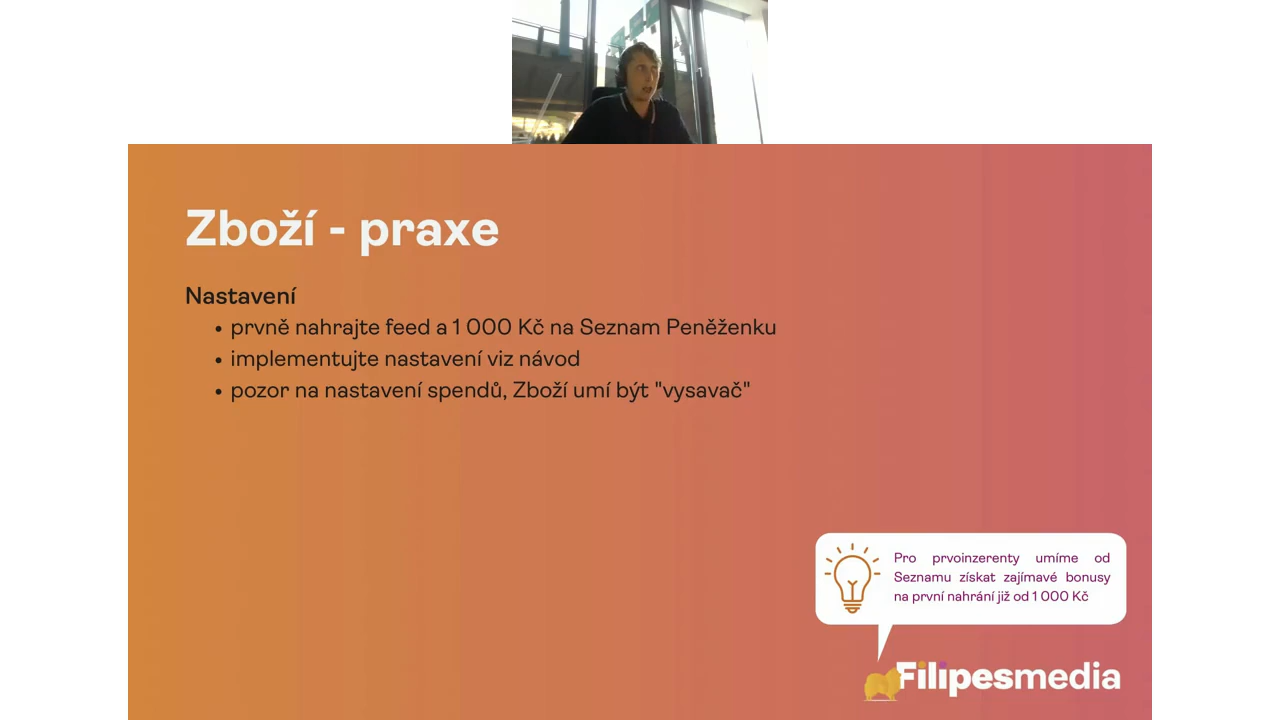 Zboží - praxe
Nastavení
• prvně nahrajte feed a 1 000 Kč na Seznam Peněženku
• implementujte nastavení viz návod
• pozor na nastavení spendů, Zboží umí být "vysavač"
Pro prvoinzerenty umíme od
Seznamu získat zajímavé bonusy
na první nahrání již od 1 000 Kč
Filipesmedia